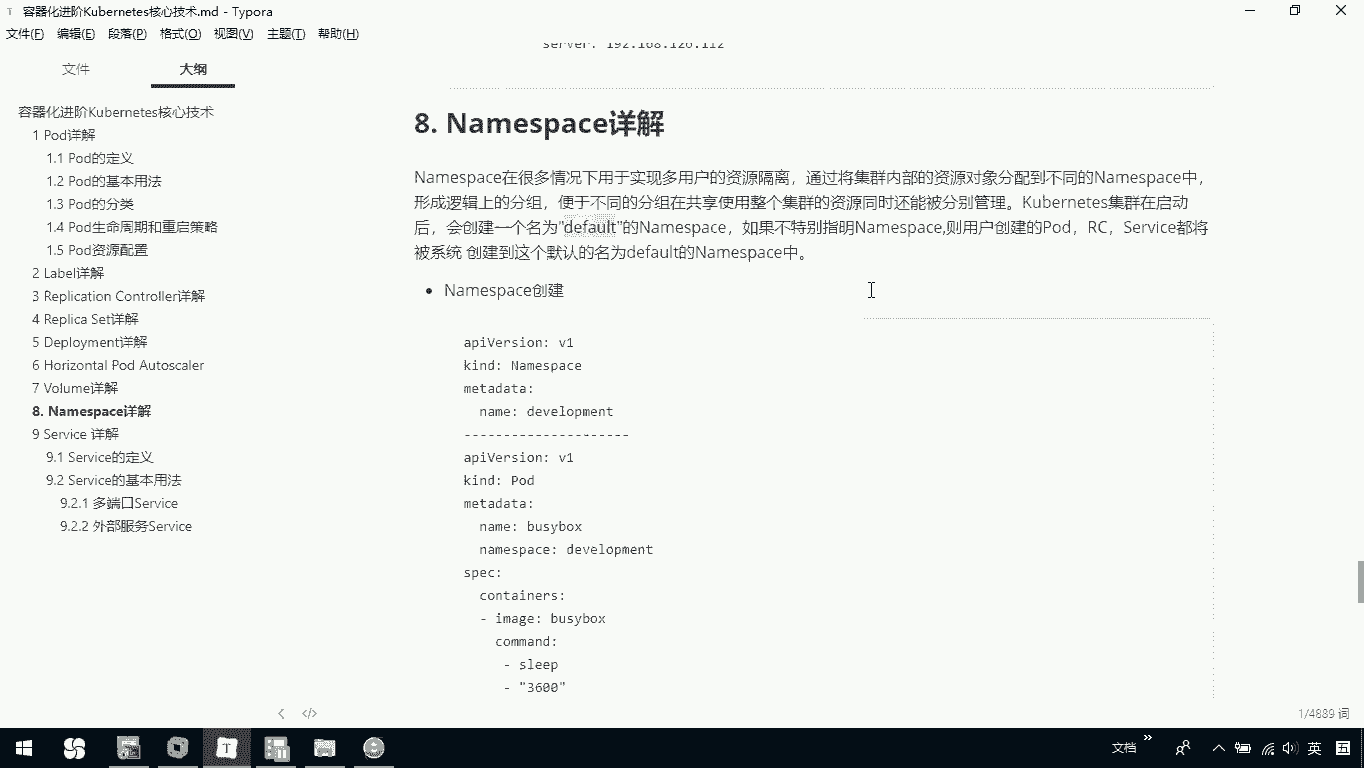 容器化进阶Kubernetes核心技术.md - Typora
文件(F) 编辑(E) 段落(P) 格式(O) 视图(V) 主题(T) 帮助(H)
文件 大纲
容器化进阶Kubernetes核心技术
1 Pod详解
1.1 Pod的定义
1.2 Pod的基本用法
1.3 Pod的分类
1.4 Pod生命周期和重启策略
1.5 Pod资源配置
2 Label详解
3 Replication Controller详解
4 Replica Set详解
5 Deployment详解
6 Horizontal Pod Autoscaler
7 Volume详解
8. Namespace详解
9 Service 详解
9.1 Service的定义
9.2 Service的基本用法
9.2.1 多端口Service
9.2.2 外部服务Service
server: 192.168.126.112
8. Namespace详解
Namespace在很多情况下用于实现多用户的资源隔离，通过将集群内部的资源对象分配到不同的Namespace中，
形成逻辑上的分组，便于不同的分组在共享使用整个集群的资源同时还能被分别管理。Kubernetes集群在启动
后，会创建一个名为"default"的Namespace，如果不特别指明Namespace,则用户创建的Pod，RC，Service都将
被系统 创建到这个默认的名为default的Namespace中。
Namespace创建
apiVersion: v1
kind: Namespace
metadata:
name: development
---------------------
apiVersion: v1
kind: Pod
metadata:
name: busybox
namespace: development
spec:
containers:
- image: busybox
command:
- sleep
- "3600"
1/4889 词
文档 英 五